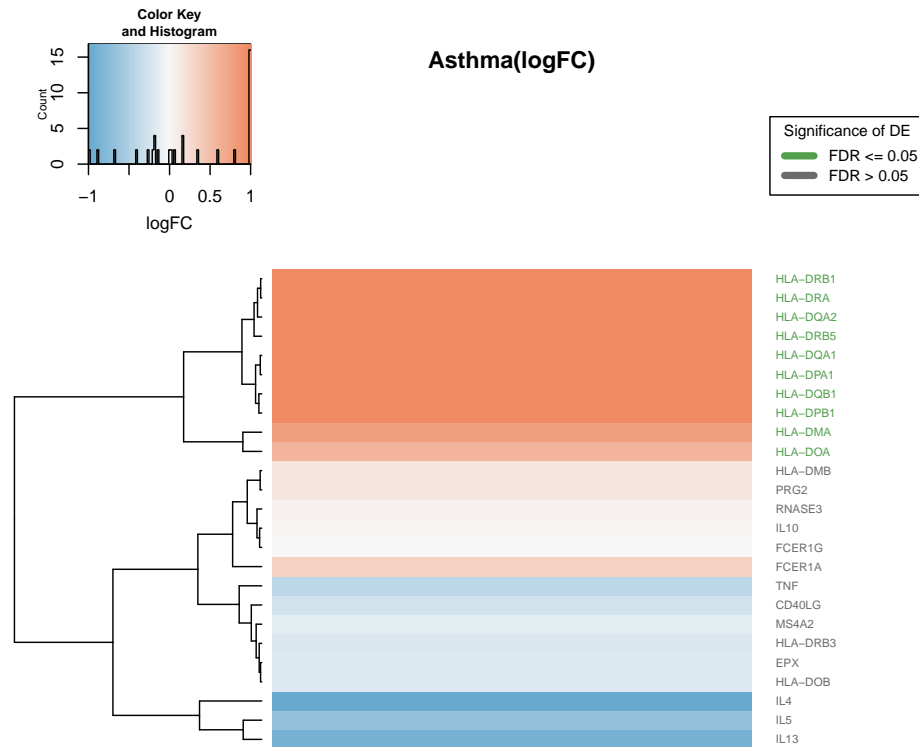 Color Key
and Histogram
Count
0
5
10
15
−1
0
0.5
1
logFC
Asthma(logFC)
Significance of DE
FDR <= 0.05
FDR > 0.05
HLA−DRB1
HLA−DRA
HLA−DQA2
HLA−DRB5
HLA−DQA1
HLA−DPA1
HLA−DQB1
HLA−DPB1
HLA−DMA
HLA−DOA
HLA−DMB
PRG2
RNASE3
IL10
FCER1G
FCER1A
TNF
CD40LG
MS4A2
HLA−DRB3
EPX
HLA−DOB
IL4
IL5
IL13